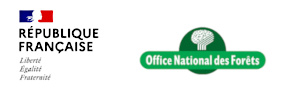 RÉPUBLIQUE
FRANÇAISE
Liberté
Égalité
Fraternité
Office National des Forêts